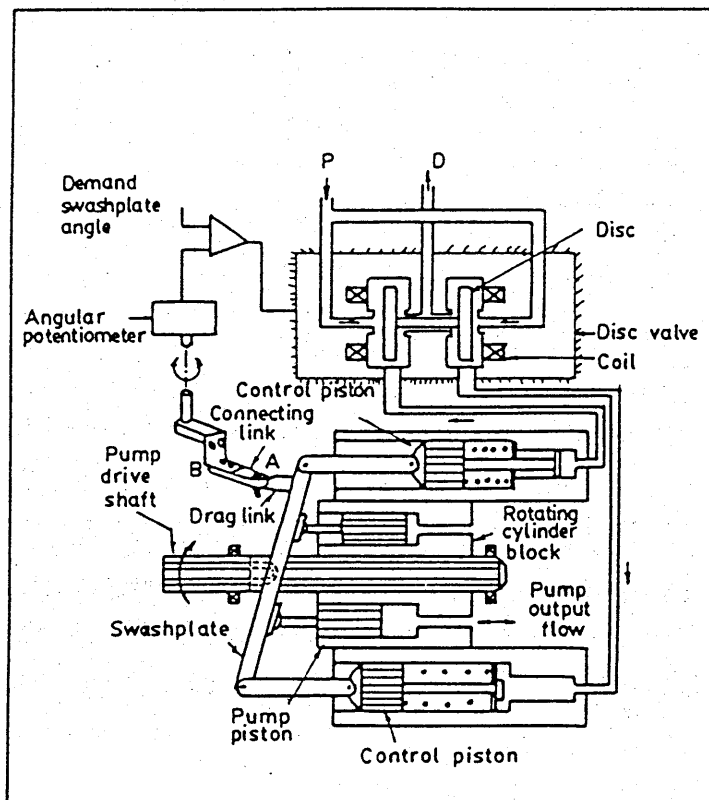 P
D
Demand
swashplate
angle
Disc
Angular
potentiometer
Disc valve
Coil
Control piston
Connecting
link
A
B
Pump
drive
shaft
Drag link
Rotating
cylinder
block
Pump
output
flow
Swashplate
Pump
piston
Control piston